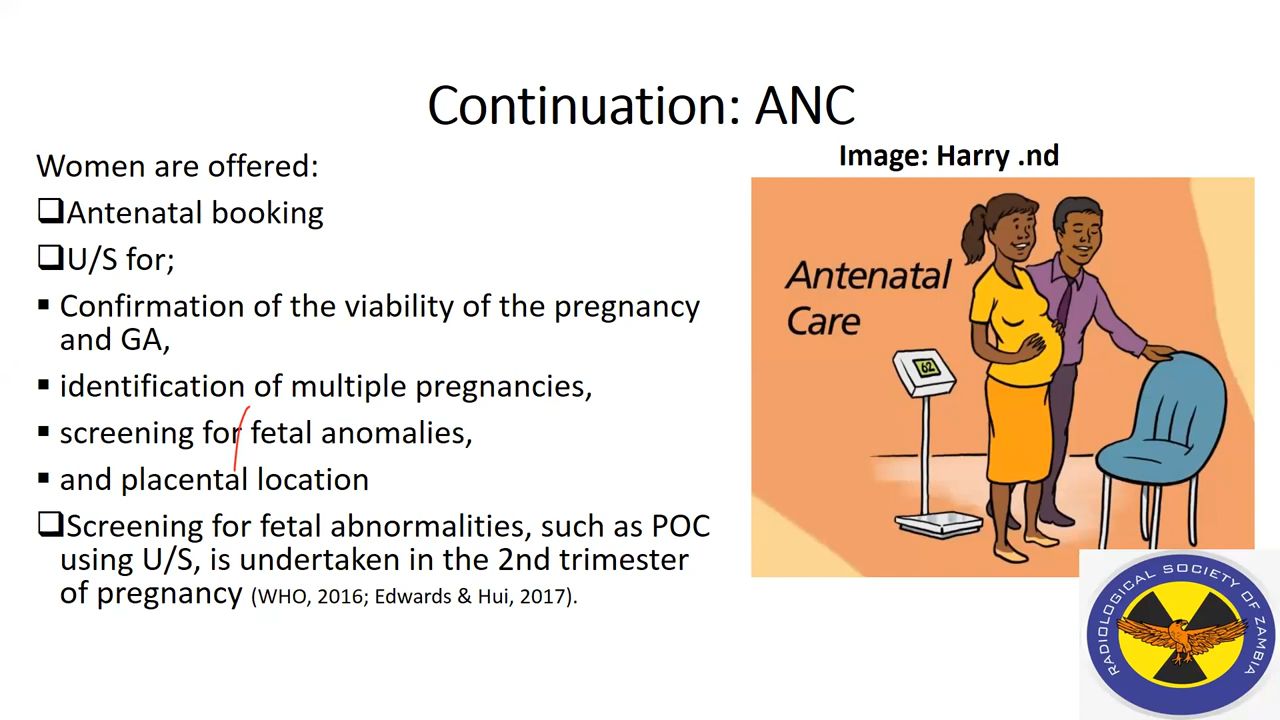 Continuation: ANC
Women are offered:
Antenatal booking
U/S for;
Confirmation of the viability of the pregnancy
and GA,
identification of multiple pregnancies,
screening for fetal anomalies,
and placental location
Screening for fetal abnormalities, such as POC
using U/S, is undertaken in the 2nd trimester
of pregnancy (WHO, 2016; Edwards & Hui, 2017).
Image: Harry .nd
Antenatal
Care
62
RADIOLOGICAL SOCIETY OF ZAMBIA